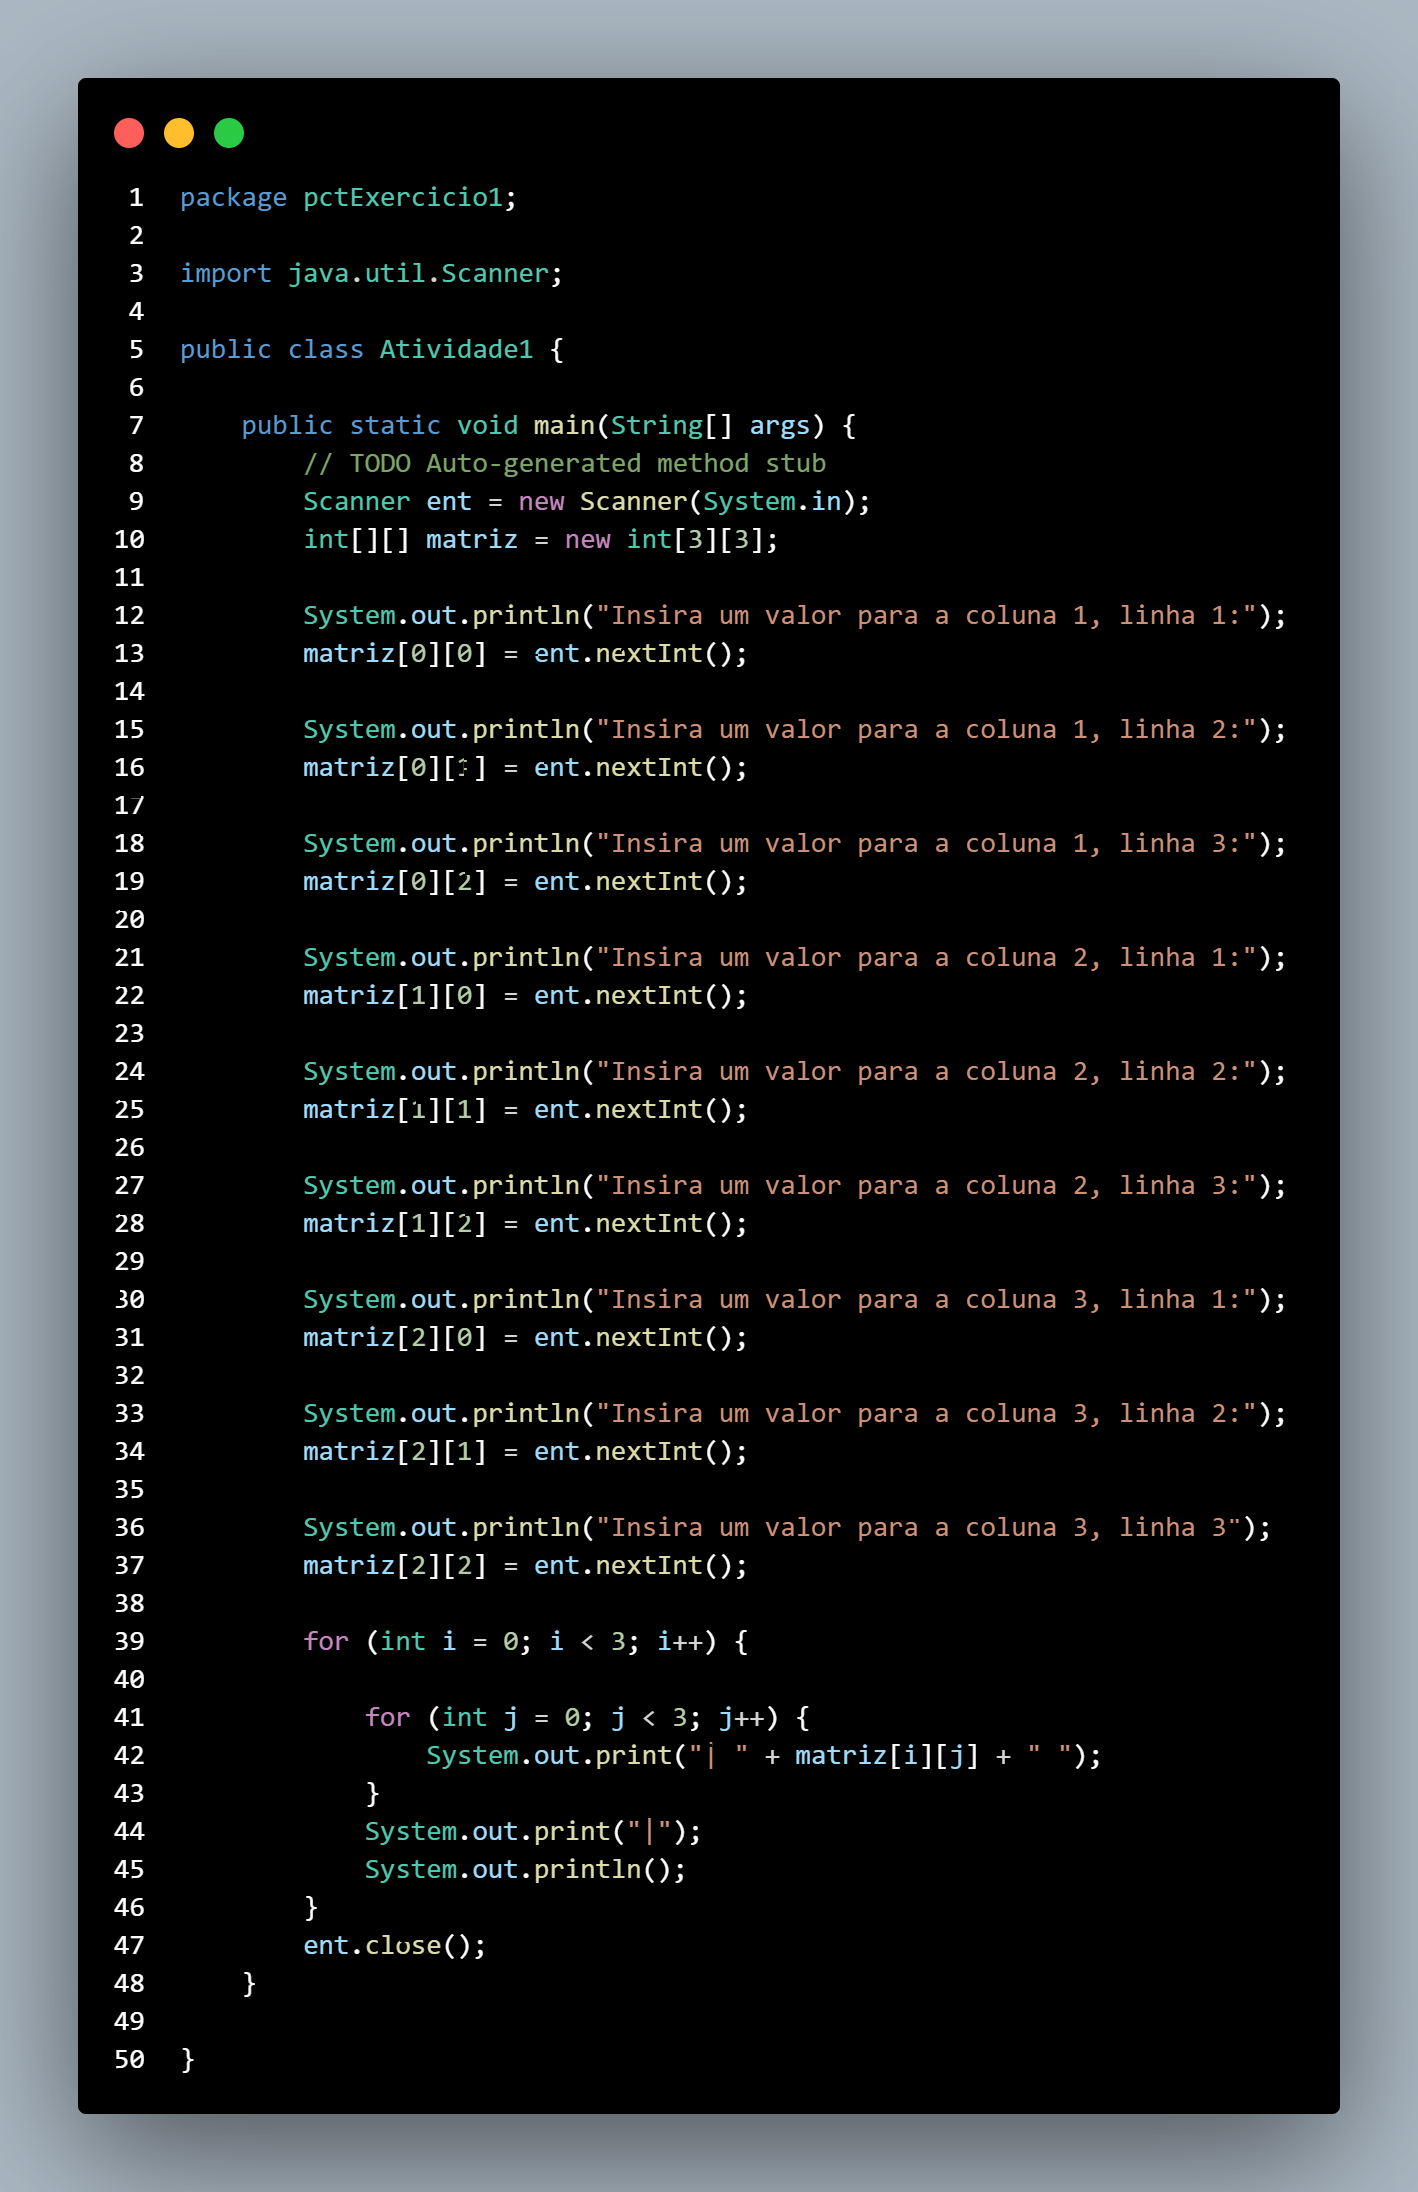 1 package pctExercicio1;
2
3 import java.util.Scanner;
4
5 public class Atividade1 {
6
7     public static void main(String[] args) {
8         // TODO Auto-generated method stub
9         Scanner ent = new Scanner(System.in);
10         int[][] matriz = new int[3][3];
11
12         System.out.println("Insira um valor para a coluna 1, linha 1:");
13         matriz[0][0] = ent.nextInt();
14
15         System.out.println("Insira um valor para a coluna 1, linha 2:");
16         matriz[0][1] = ent.nextInt();
17
18         System.out.println("Insira um valor para a coluna 1, linha 3:");
19         matriz[0][2] = ent.nextInt();
20
21         System.out.println("Insira um valor para a coluna 2, linha 1:");
22         matriz[1][0] = ent.nextInt();
23
24         System.out.println("Insira um valor para a coluna 2, linha 2:");
25         matriz[1][1] = ent.nextInt();
26
27         System.out.println("Insira um valor para a coluna 2, linha 3:");
28         matriz[1][2] = ent.nextInt();
29
30         System.out.println("Insira um valor para a coluna 3, linha 1:");
31         matriz[2][0] = ent.nextInt();
32
33         System.out.println("Insira um valor para a coluna 3, linha 2:");
34         matriz[2][1] = ent.nextInt();
35
36         System.out.println("Insira um valor para a coluna 3, linha 3");
37         matriz[2][2] = ent.nextInt();
38
39         for (int i = 0; i < 3; i++) {
40
41             for (int j = 0; j < 3; j++) {
42                 System.out.print("| " + matriz[i][j] + " ");
43             }
44             System.out.print("|");
45             System.out.println();
46         }
47         ent.close();
48     }
49
50 }